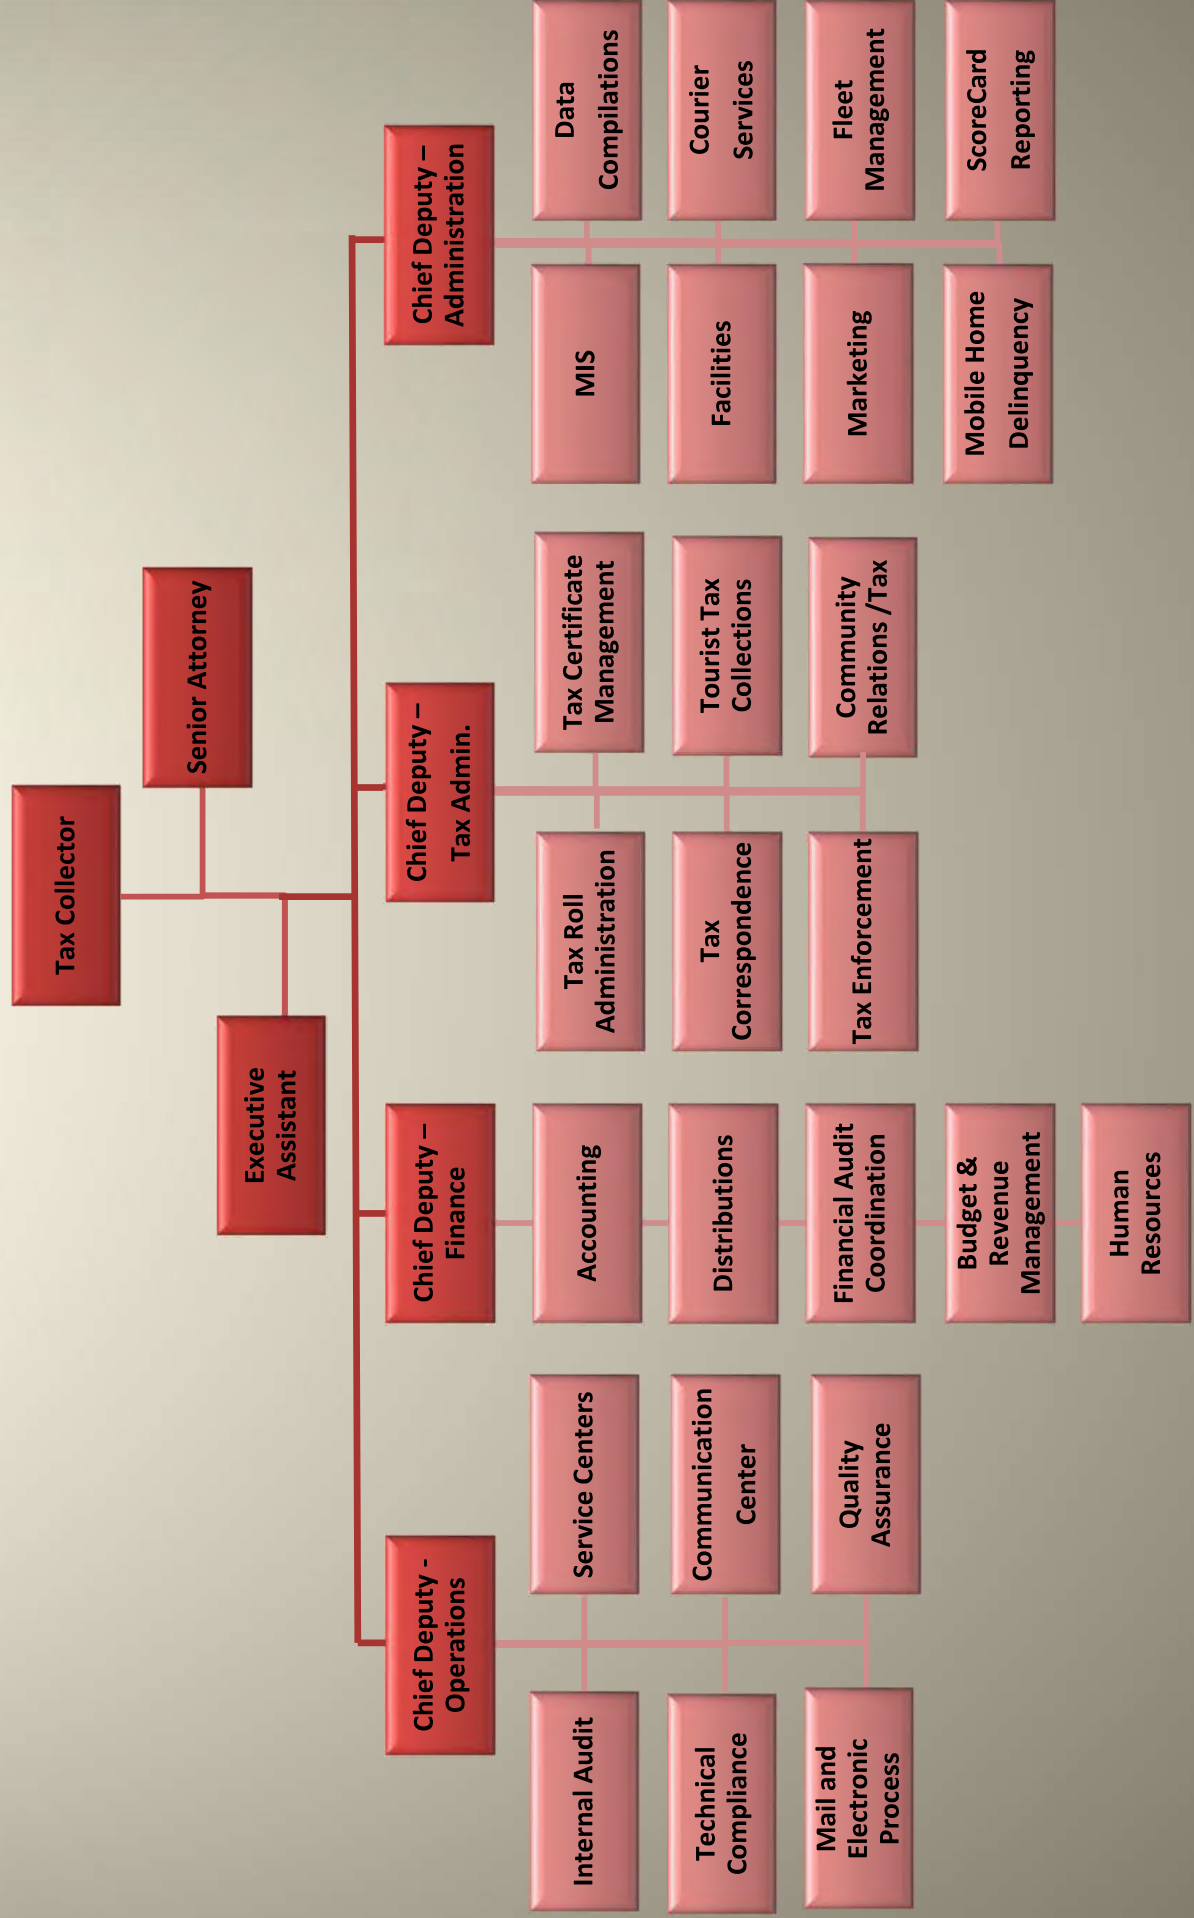 Tax Collector
Senior Attorney
Executive
Assistant
Chief Deputy -
Operations
Chief Deputy –
Finance
Chief Deputy –
Tax Admin.
Chief Deputy –
Administration
Internal Audit
Service Centers
Technical
Compliance
Communication
Center
Mail and
Electronic
Process
Quality
Assurance
Accounting
Distributions
Financial Audit
Coordination
Budget &
Revenue
Management
Human
Resources
Tax Roll
Administration
Tax Certificate
Management
Tax
Correspondence
Tourist Tax
Collections
Tax Enforcement
Community
Relations /Tax
MIS
Data
Compilations
Facilities
Courier
Services
Marketing
Fleet
Management
Mobile Home
Delinquency
ScoreCard
Reporting